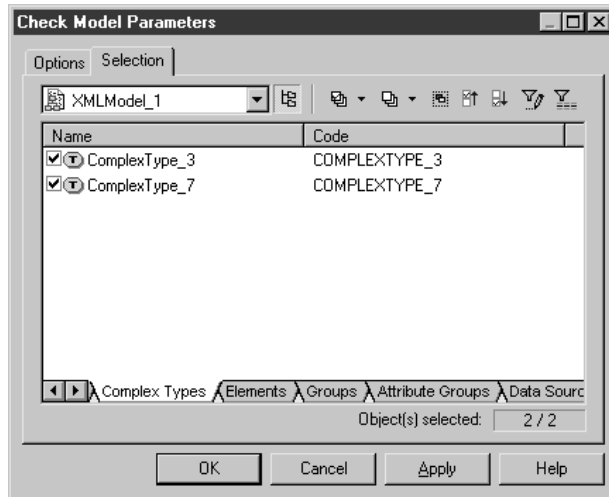 Check Model Parameters
Options Selection
XMLModel_1
Name Code
ComplexType_3 COMPLEXTYPE_3
ComplexType_7 COMPLEXTYPE_7
Complex Types Elements Groups Attribute Groups Data Sourc
Object(s) selected: 2 / 2
OK Cancel Apply Help